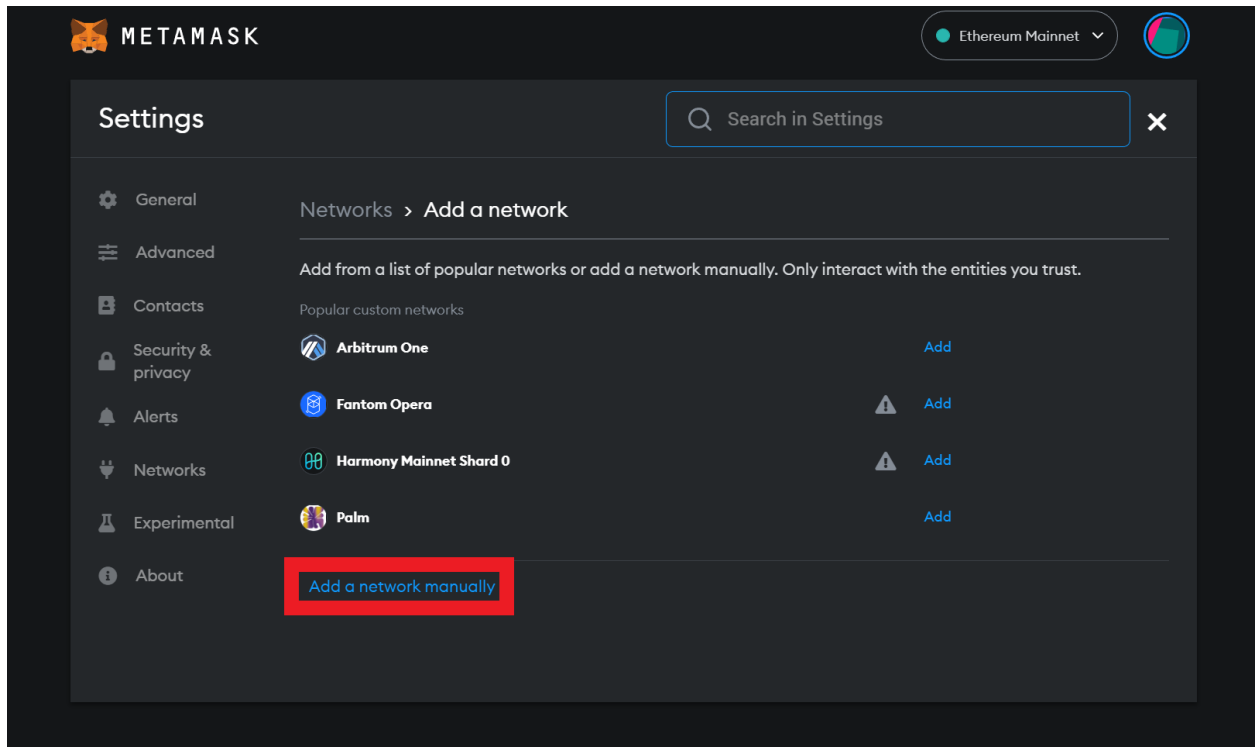 METAMASK
Ethereum Mainnet
Settings
Search in Settings
General
Advanced
Contacts
Security &
privacy
Alerts
Networks
Experimental
About
Networks > Add a network
Add from a list of popular networks or add a network manually. Only interact with the entities you trust.
Popular custom networks
Arbitrum One Add
Fantom Opera Add
Harmony Mainnet Shard 0 Add
Palm Add
Add a network manually